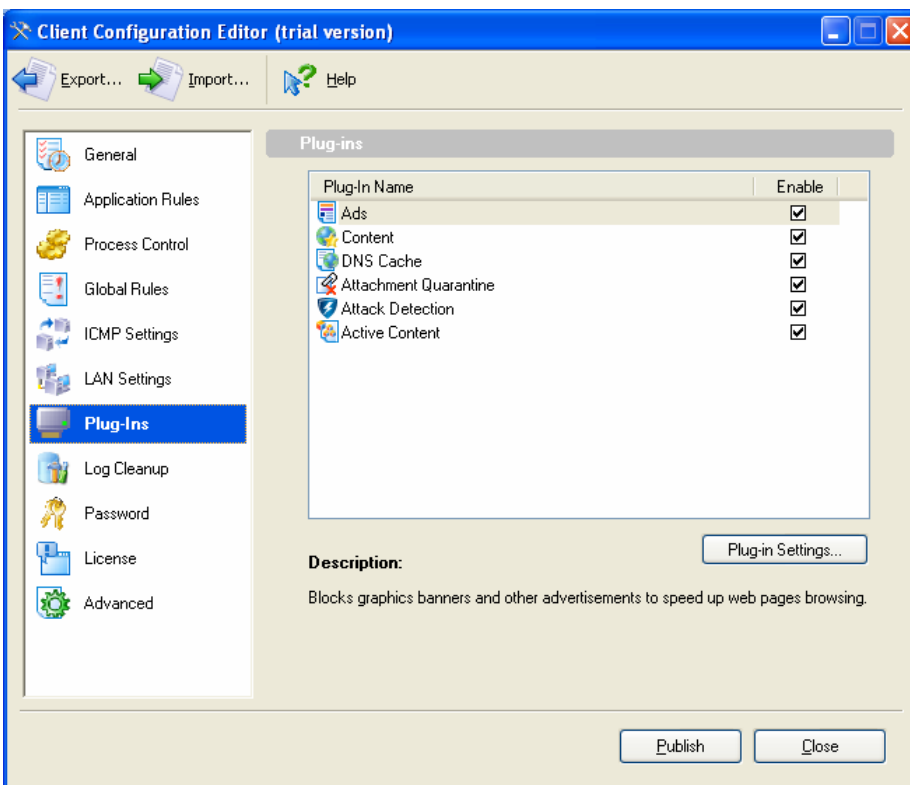 Client Configuration Editor (trial version)
Export... Import... Help
General
Application Rules
Process Control
Global Rules
ICMP Settings
LAN Settings
Plug-Ins
Log Cleanup
Password
License
Advanced
Plug-ins
Plug-In Name Enable
Ads
Content
DNS Cache
Attachment Quarantine
Attack Detection
Active Content
Plug-in Settings...
Description:
Blocks graphics banners and other advertisements to speed up web pages browsing.
Publish Close